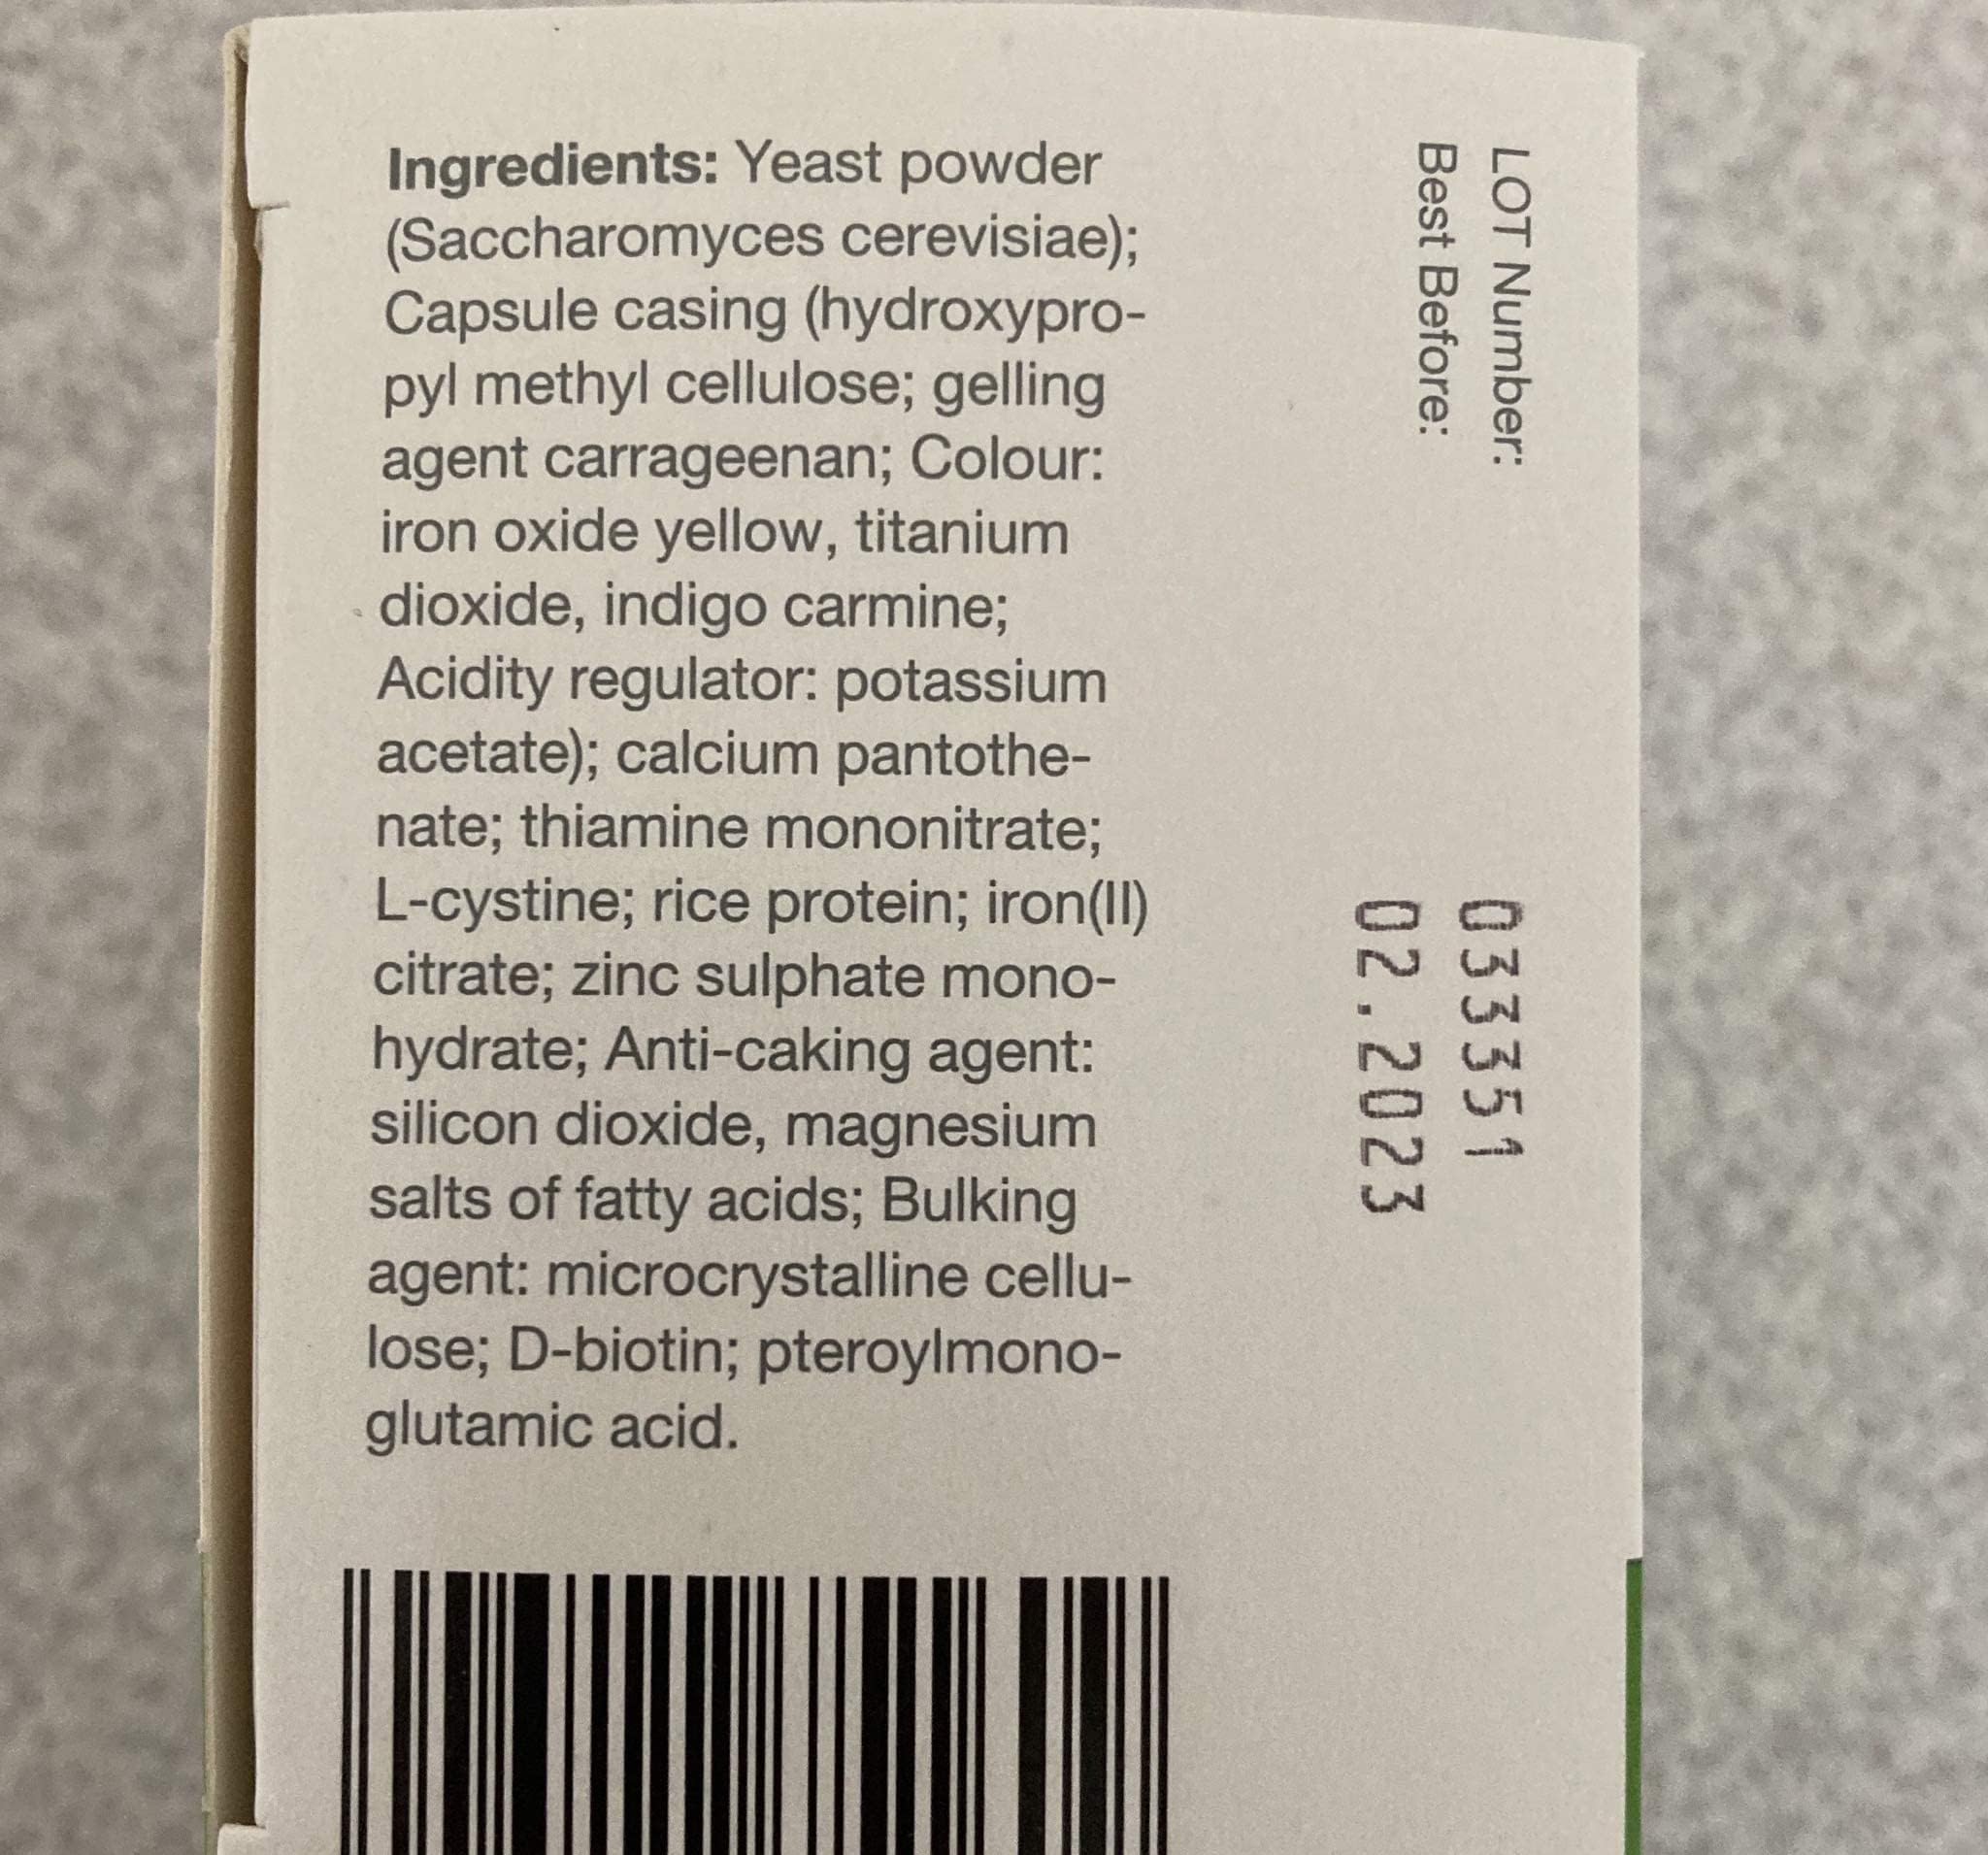 Ingredients: Yeast powder
(Saccharomyces cerevisiae);
Capsule casing (hydroxypro-
pyl methyl cellulose; gelling
agent carrageenan; Colour:
iron oxide yellow, titanium
dioxide, indigo carmine;
Acidity regulator: potassium
acetate); calcium pantothe-
nate; thiamine mononitrate;
L-cystine; rice protein; iron(II)
citrate; zinc sulphate mono-
hydrate; Anti-caking agent:
silicon dioxide, magnesium
salts of fatty acids; Bulking
agent: microcrystalline cellu-
lose; D-biotin; pteroylmono-
glutamic acid.
LOT Number: 033351
Best Before: 02.2023